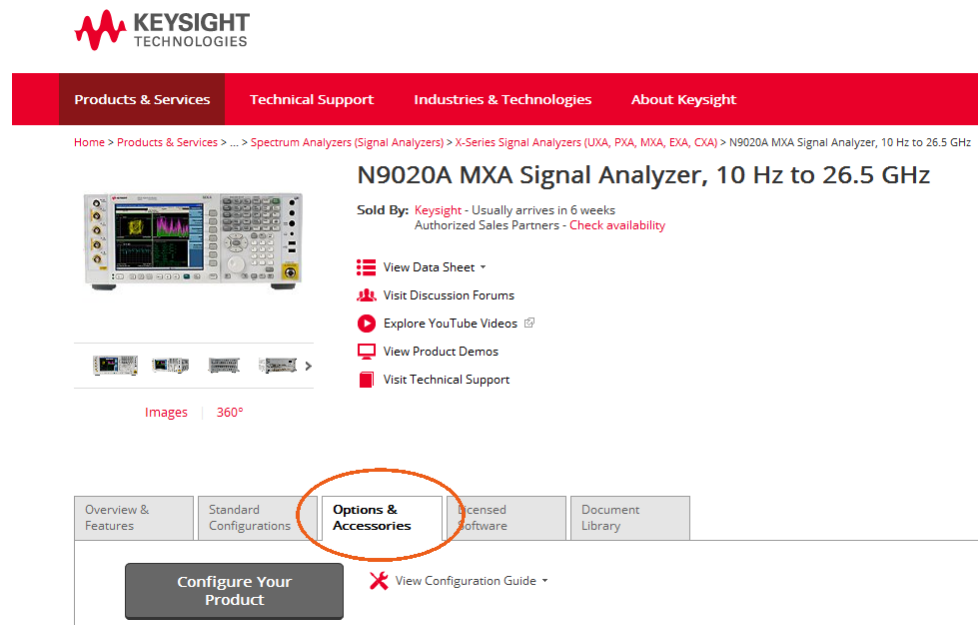 KEYSIGHT
TECHNOLOGIES
Products & Services Technical Support Industries & Technologies About Keysight
Home > Products & Services > ... > Spectrum Analyzers (Signal Analyzers) > X-Series Signal Analyzers (UXA, PXA, MXA, EXA, CXA) > N9020A MXA Signal Analyzer, 10 Hz to 26.5 GHz
N9020A MXA Signal Analyzer, 10 Hz to 26.5 GHz
Sold By: Keysight - Usually arrives in 6 weeks
Authorized Sales Partners - Check availability
View Data Sheet
Visit Discussion Forums
Explore YouTube Videos
View Product Demos
Visit Technical Support
Images 360°
Overview & Features
Standard Configurations
Options & Accessories
Licensed Software
Document Library
Configure Your
Product
View Configuration Guide